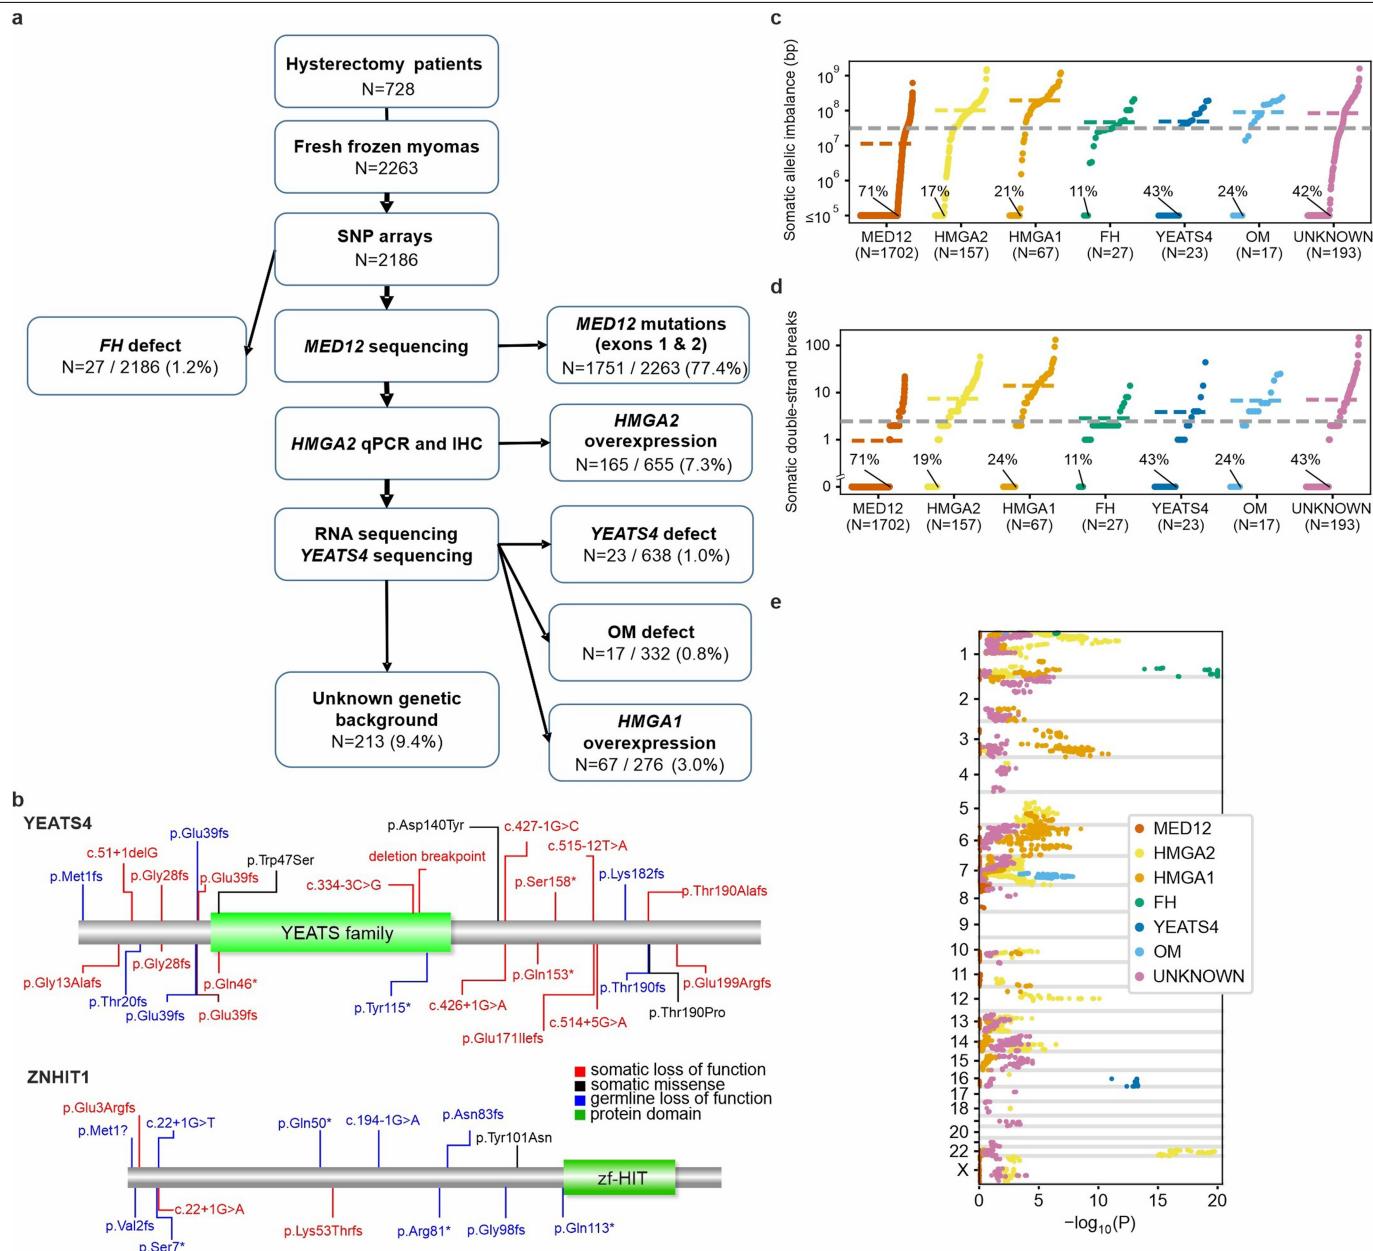 a
Hysterectomy patients
N=728
Fresh frozen myomas
N=2263
SNP arrays
N=2186
FH defect
N=27 / 2186 (1.2%)
MED12 sequencing
MED12 mutations
(exons 1 & 2)
N=1751 / 2263 (77.4%)
HMGA2 qPCR and IHC
HMGA2
overexpression
N=165 / 655 (7.3%)
RNA sequencing
YEATS4 sequencing
YEATS4 defect
N=23 / 638 (1.0%)
OM defect
N=17 / 332 (0.8%)
Unknown genetic
background
N=213 (9.4%)
HMGA1
overexpression
N=67 / 276 (3.0%)
b
YEATS4
p.Met1fs
c.51+1delG
p.Gly28fs
p.Glu39fs
p.Glu39fs
p.Trp47Ser
c.334-3C>G
deletion breakpoint
p.Asp140Tyr
c.427-1G>C
p.Ser158*
c.515-12T>A
p.Lys182fs
p.Thr190Alafs
YEATS family
p.Gly13Alafs
p.Thr20fs
p.Gly28fs
p.Glu39fs
p.Gln46*
p.Glu39fs
p.Tyr115*
c.426+1G>A
p.Gln153*
p.Glu171Ilefs
c.514+5G>A
p.Thr190fs
p.Thr190Pro
p.Glu199Argfs
ZNHIT1
somatic loss of function
somatic missense
germline loss of function
protein domain
p.Glu3Argfs
p.Met1?
c.22+1G>T
p.Gln50*
c.194-1G>A
p.Asn83fs
p.Tyr101Asn
zf-HIT
p.Val2fs
p.Ser7*
c.22+1G>A
p.Lys53Thrfs
p.Arg81*
p.Gly98fs
p.Gln113*
c
Somatic allelic imbalance (bp)
10⁹
10⁸
10⁷
10⁶
≤10⁵
71%
17%
21%
11%
43%
24%
42%
MED12 HMGA2 HMGA1 FH YEATS4 OM UNKNOWN
(N=1702) (N=157) (N=67) (N=27) (N=23) (N=17) (N=193)
d
Somatic double-strand breaks
100
10
1
0
71%
19%
24%
11%
43%
24%
43%
MED12 HMGA2 HMGA1 FH YEATS4 OM UNKNOWN
(N=1702) (N=157) (N=67) (N=27) (N=23) (N=17) (N=193)
e
1
2
3
4
5
6
7
8
9
10
11
12
13
14
15
16
17
18
20
22
X
MED12
HMGA2
HMGA1
FH
YEATS4
OM
UNKNOWN
0 5 10 15 20
−log₁₀(P)